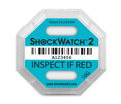 SHOCKWATCH® 2
A123456
INSPECT IF RED